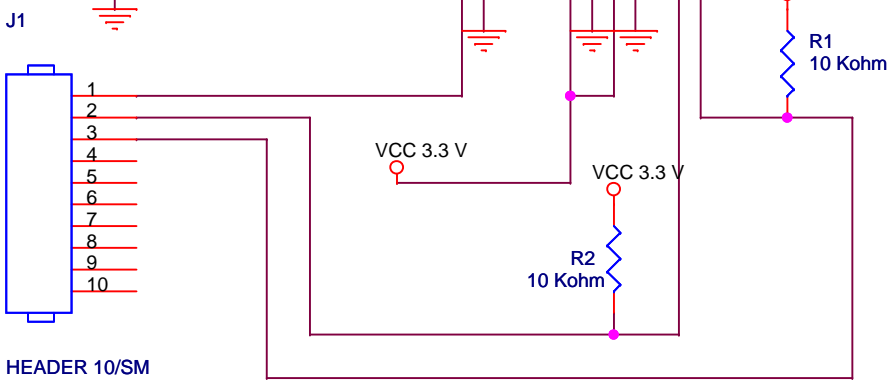 J1
R1
10 Kohm
1
2
3
4
5
6
7
8
9
10
VCC 3.3 V
VCC 3.3 V
R2
10 Kohm
HEADER 10/SM